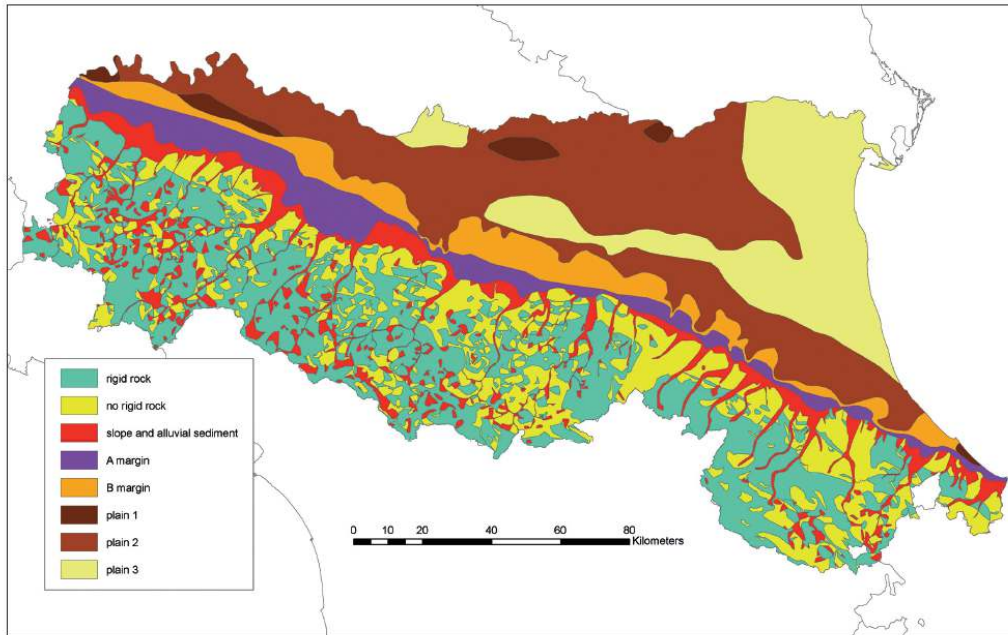 rigid rock
no rigid rock
slope and alluvial sediment
A margin
B margin
plain 1
plain 2
plain 3
0 10 20 40 60 80
Kilometers